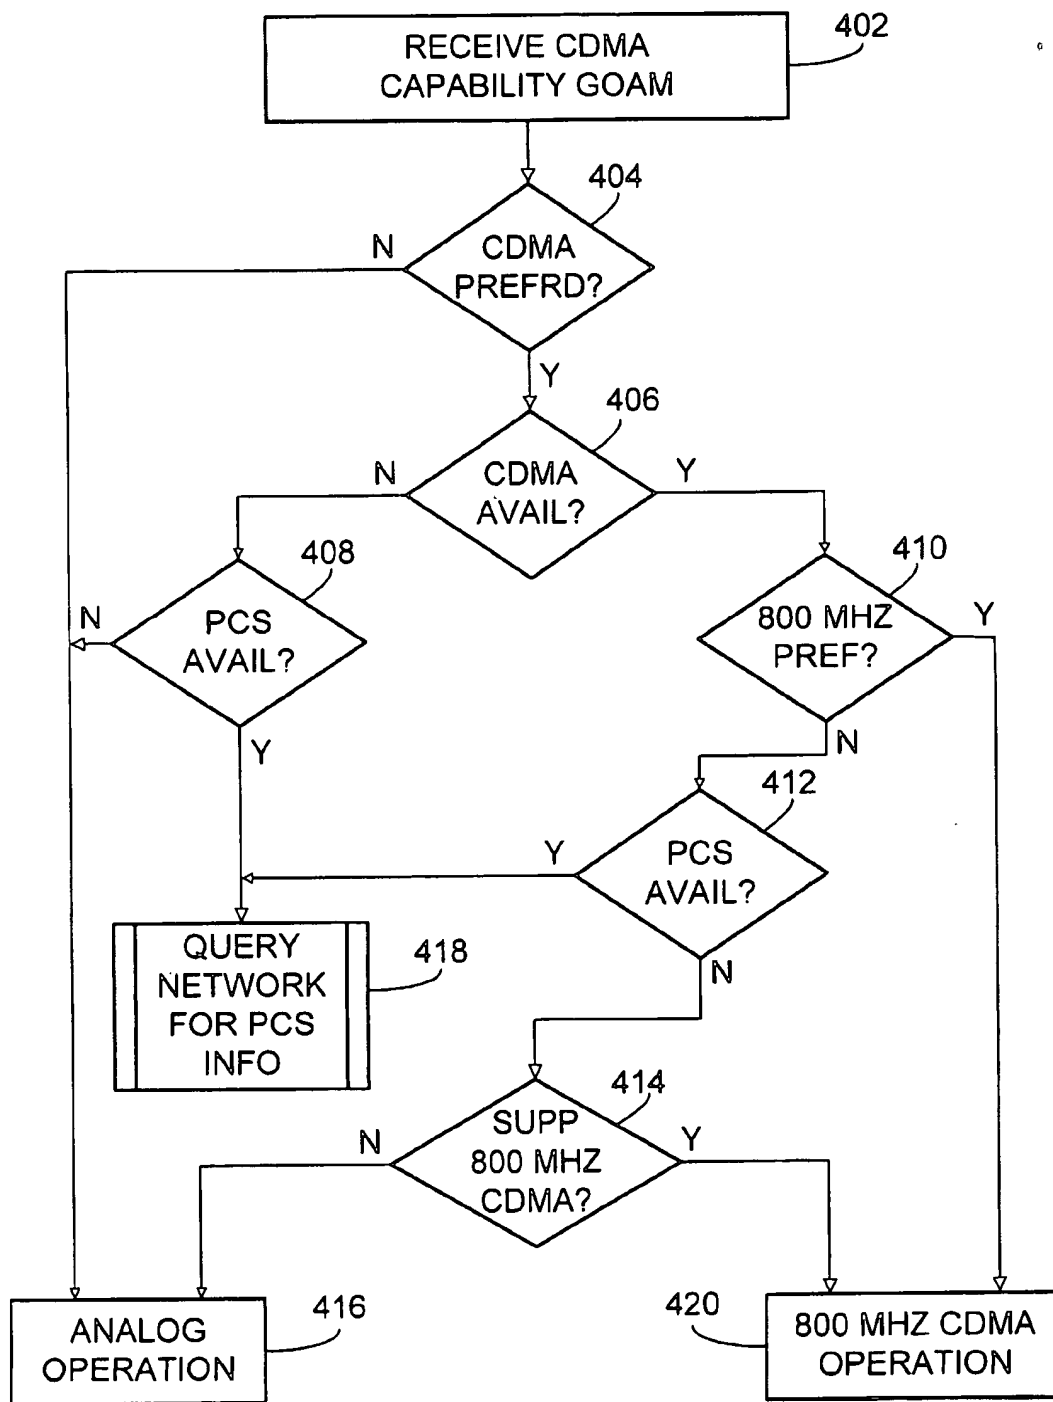 RECEIVE CDMA
CAPABILITY GOAM
402
404
N
CDMA
PREFRD?
Y
406
N
CDMA
AVAIL?
Y
408
410
N
PCS
AVAIL?
800 MHZ
PREF?
Y
Y
N
412
Y
PCS
AVAIL?
QUERY
NETWORK
FOR PCS
INFO
418
N
414
N
SUPP
800 MHZ
CDMA?
Y
ANALOG
OPERATION
416
420
800 MHZ CDMA
OPERATION